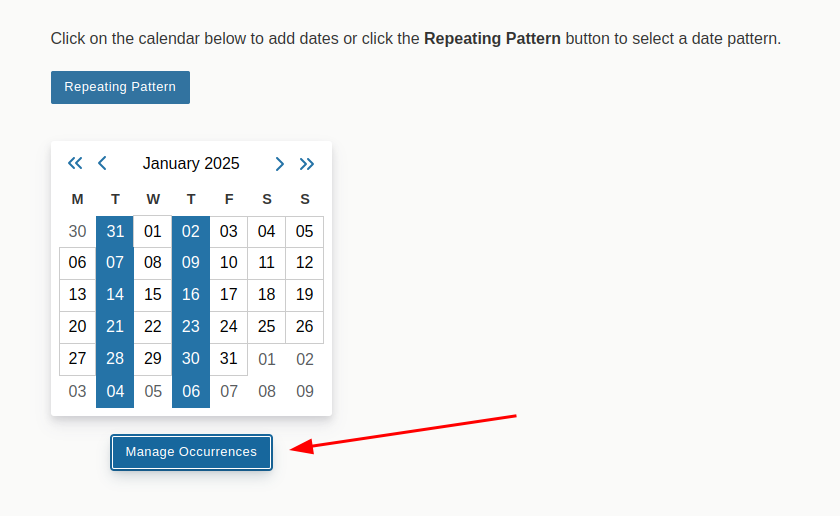 Click on the calendar below to add dates or click the Repeating Pattern button to select a date pattern.
Repeating Pattern
January 2025
M T W T F S S
30 31 01 02 03 04 05
06 07 08 09 10 11 12
13 14 15 16 17 18 19
20 21 22 23 24 25 26
27 28 29 30 31 01 02
03 04 05 06 07 08 09
Manage Occurrences